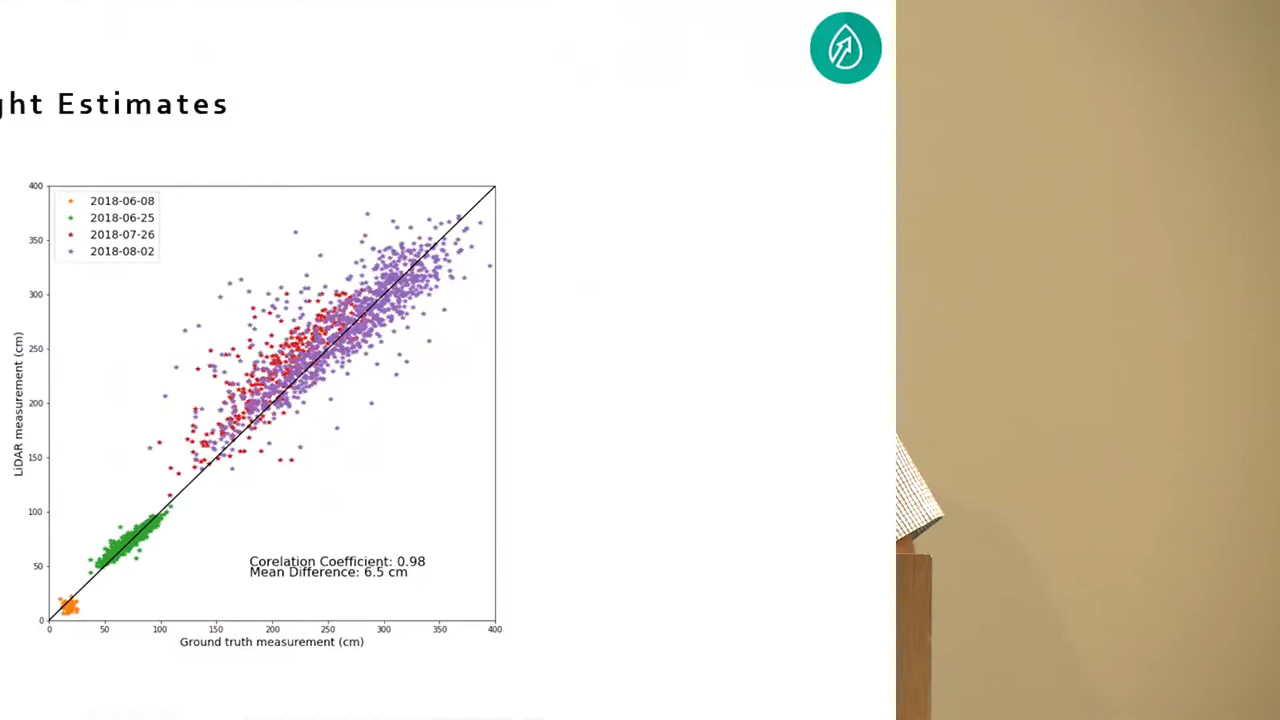 ght Estimates
400
350
300
250
200
150
100
50
0
2018-06-08
2018-06-25
2018-07-26
2018-08-02
LiDAR measurement (cm)
Corelation Coefficient: 0.98
Mean Difference: 6.5 cm
0 50 100 150 200 250 300 350 400
Ground truth measurement (cm)